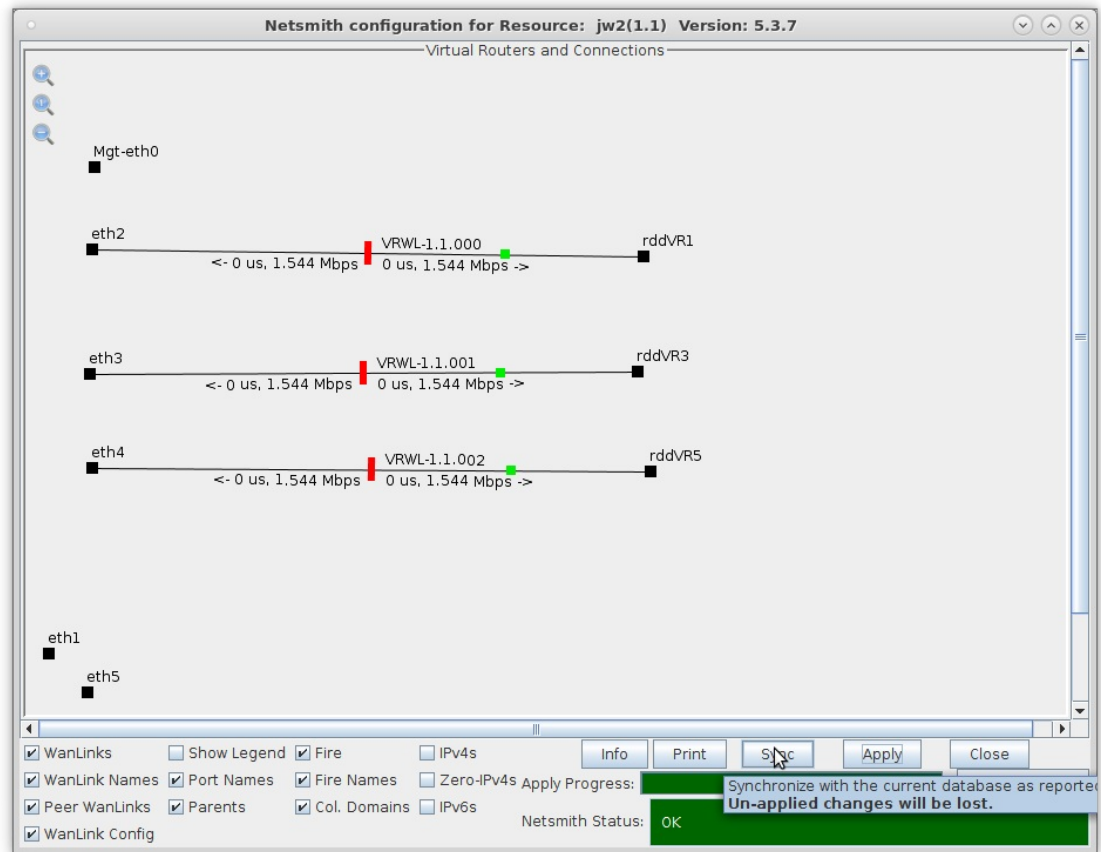 Netsmith configuration for Resource: jw2(1.1) Version: 5.3.7
Virtual Routers and Connections
Mgt-eth0
eth2
VRWL-1.1.000
rddVR1
<- 0 us, 1.544 Mbps
0 us, 1.544 Mbps ->
eth3
VRWL-1.1.001
rddVR3
<- 0 us, 1.544 Mbps
0 us, 1.544 Mbps ->
eth4
VRWL-1.1.002
rddVR5
<- 0 us, 1.544 Mbps
0 us, 1.544 Mbps ->
eth1
eth5
WanLinks
Show Legend
Fire
IPv4s
Info
Print
Sync
Apply
Close
WanLink Names
Port Names
Fire Names
Zero-IPv4s
Apply Progress:
Synchronize with the current database as reported
Un-applied changes will be lost.
Peer WanLinks
Parents
Col. Domains
IPv6s
Netsmith Status:
OK
WanLink Config